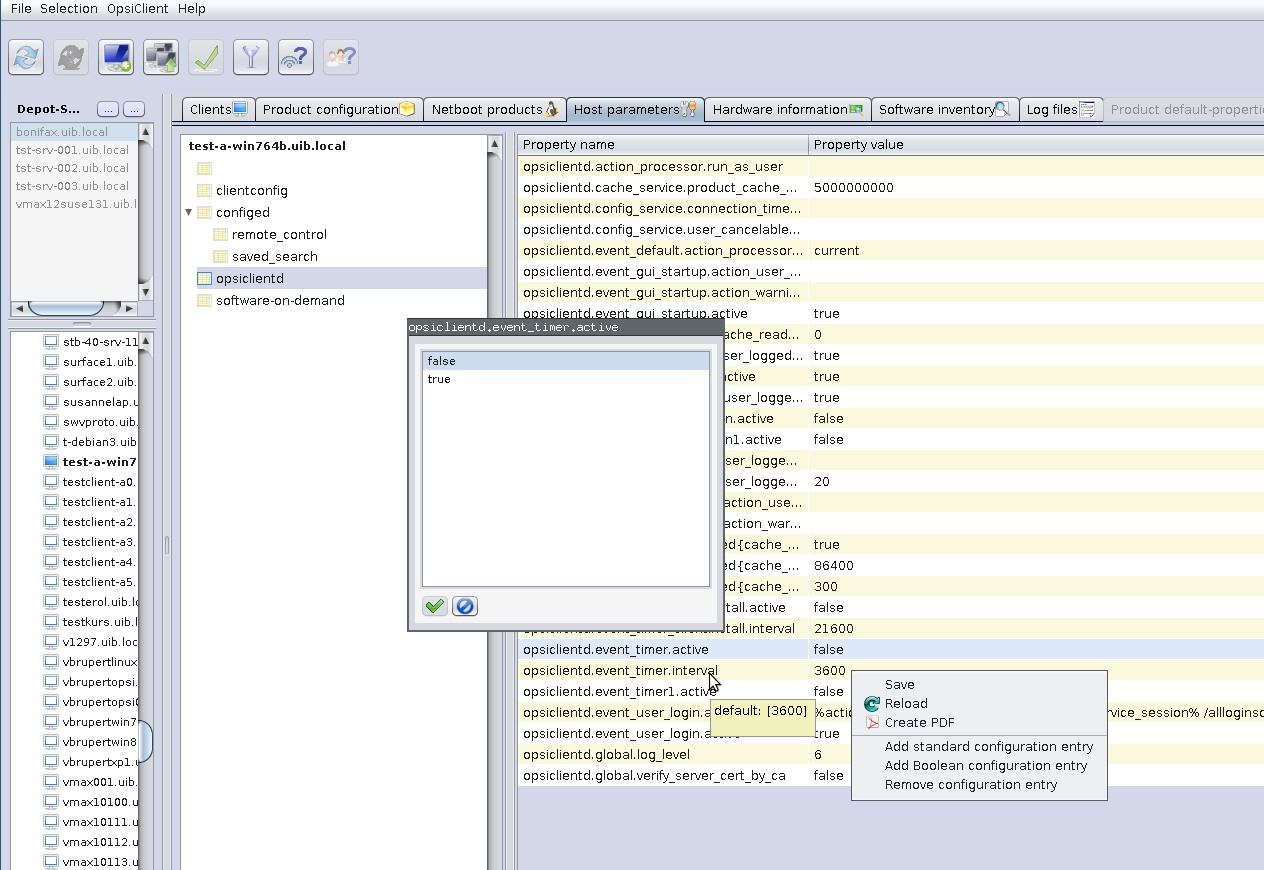 File Selection OpsiClient Help
Depot-S... ... ...
bonifax.uib.local
tst-srv-001.uib.local
tst-srv-002.uib.local
tst-srv-003.uib.local
vmax12suse131.uib.l
stb-40-srv-11
surface1.uib.
surface2.uib.
susannelap.u
swvproto.uib.
t-debian3.uib
test-a-win7
testclient-a0.
testclient-a1.
testclient-a2.
testclient-a3.
testclient-a4.
testclient-a5.
testerol.uib.lo
testkurs.uib.l
v1297.uib.loc
vbrupertlinux
vbrupertopsi.
vbrupertopsi
vbrupertwin7
vbrupertwin8
vbrupertxp1.u
vmax001.uib.
vmax10100.u
vmax10111.u
vmax10112.u
vmax10113.u
Clients Product configuration Netboot products Host parameters Hardware information Software inventory Log files Product default-properti
test-a-win764b.uib.local
clientconfig
configed
remote_control
saved_search
opsiclientd
software-on-demand
Property name Property value
opsiclientd.action_processor.run_as_user
opsiclientd.cache_service.product_cache_... 5000000000
opsiclientd.config_service.connection_time...
opsiclientd.config_service.user_cancelable...
opsiclientd.event_default.action_processor... current
opsiclientd.event_gui_startup.action_user_...
opsiclientd.event_gui_startup.action_warni...
opsiclientd.event_gui_startup.active true
ache_read... 0
ser_logged... true
ctive true
user_logge... true
n.active false
n1.active false
ser_logge...
ser_logge... 20
action_use...
action_war...
ed{cache_... true
ed{cache_... 86400
ed{cache_... 300
tall.active false
tall.interval 21600
opsiclientd.event_timer.active false
opsiclientd.event_timer.interval 3600
opsiclientd.event_timer1.active false
opsiclientd.event_user_login.a %actio rvice_session% /allloginsc
opsiclientd.event_user_login.active true
opsiclientd.global.log_level 6
opsiclientd.global.verify_server_cert_by_ca false
opsiclientd.event_timer.active
false
true
default: [3600]
Save
Reload
Create PDF
Add standard configuration entry
Add Boolean configuration entry
Remove configuration entry